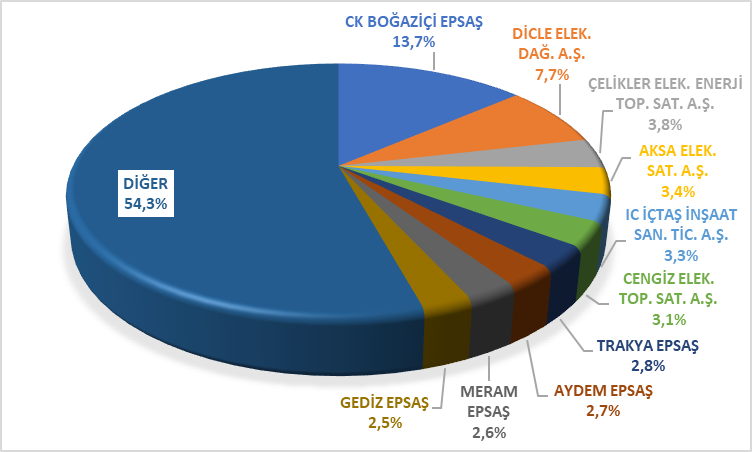 CK BOĞAZİÇİ EPSAŞ
13,7%
DİCLE ELEK.
DAĞ. A.Ş.
7,7%
ÇELİKLER ELEK. ENERJİ
TOP. SAT. A.Ş.
3,8%
AKSA ELEK.
SAT. A.Ş.
3,4%
IC İÇTAŞ İNŞAAT
SAN. TİC. A.Ş.
3,3%
CENGİZ ELEK.
TOP. SAT. A.Ş.
3,1%
TRAKYA EPSAŞ
2,8%
AYDEM EPSAŞ
2,7%
MERAM
EPSAŞ
2,6%
GEDİZ EPSAŞ
2,5%
DİĞER
54,3%